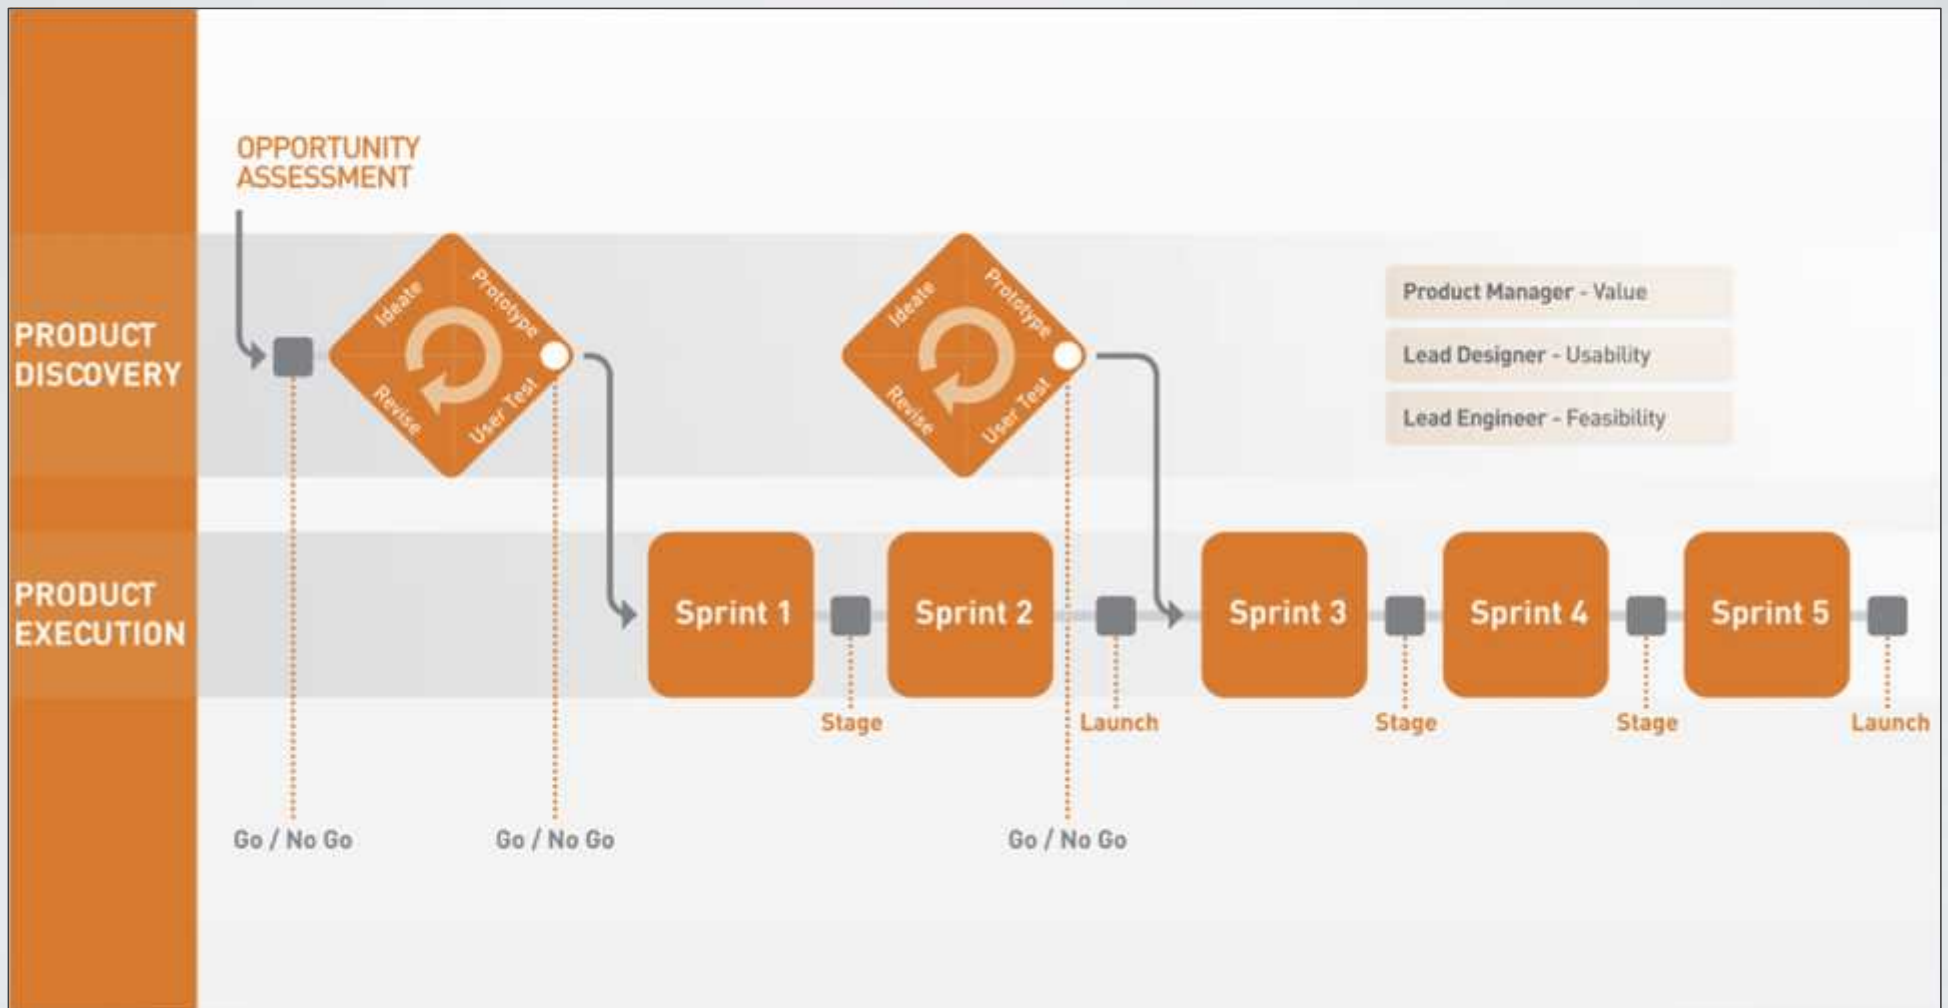 OPPORTUNITY
ASSESSMENT
PRODUCT
DISCOVERY
Ideate
Prototype
Revise
User Test
Ideate
Prototype
Revise
User Test
Product Manager - Value
Lead Designer - Usability
Lead Engineer - Feasibility
PRODUCT
EXECUTION
Sprint 1
Sprint 2
Sprint 3
Sprint 4
Sprint 5
Stage
Launch
Stage
Stage
Launch
Go / No Go
Go / No Go
Go / No Go